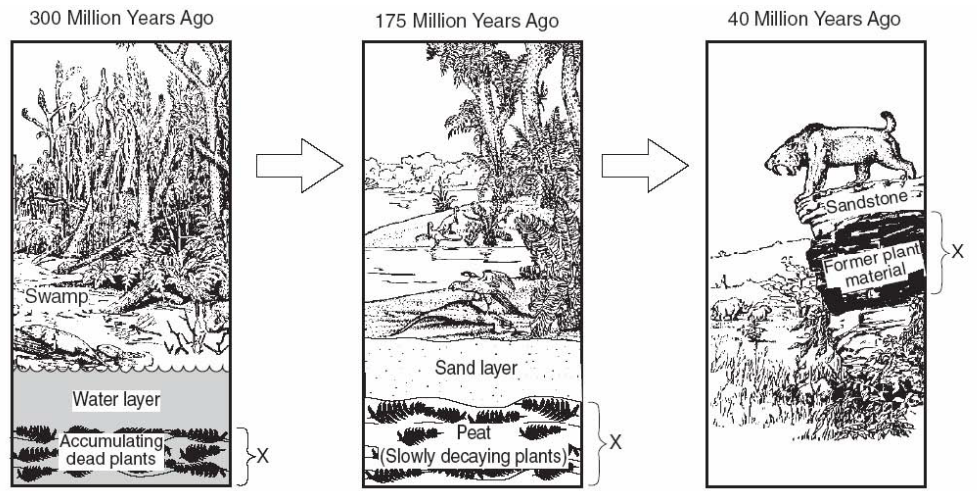 300 Million Years Ago
175 Million Years Ago
40 Million Years Ago
Swamp
Water layer
Accumulating
dead plants
X
Sand layer
Peat
(Slowly decaying plants)
X
Sandstone
Former plant
material
X